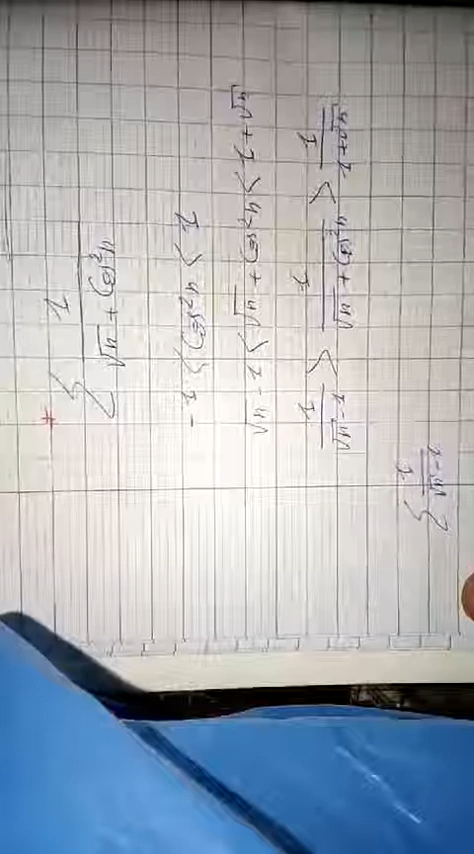 * Σ 1/(√n + cos²n)
-1 < cos²n < 1
√n - 1 < √n + cos²n < 1 + √n
1/(√n - 1) > 1/(√n + cos²n) > 1/(1 + √n)
Σ 1/(√n - 1)